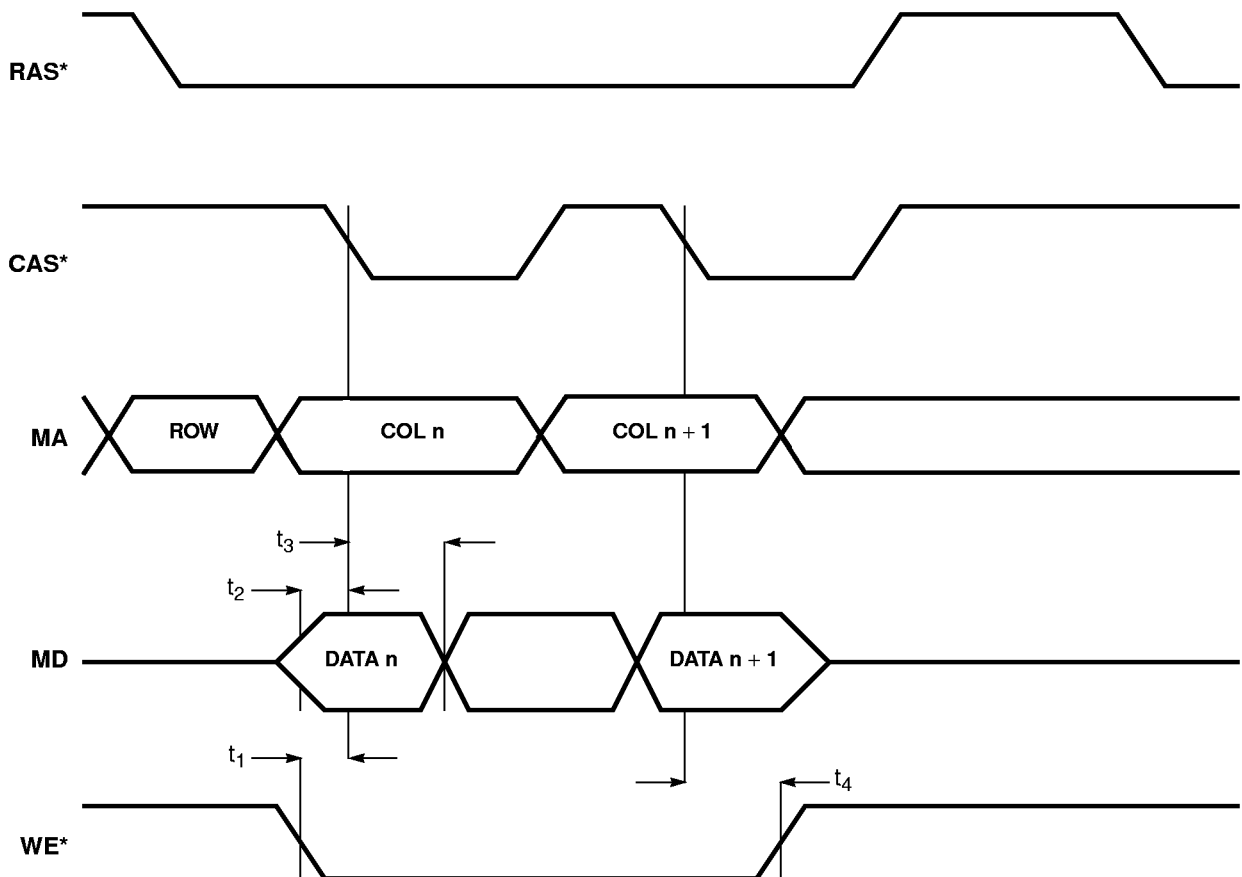 RAS*
CAS*
MA
ROW
COL n
COL n + 1
t3
t2
MD
DATA n
DATA n + 1
t1
t4
WE*